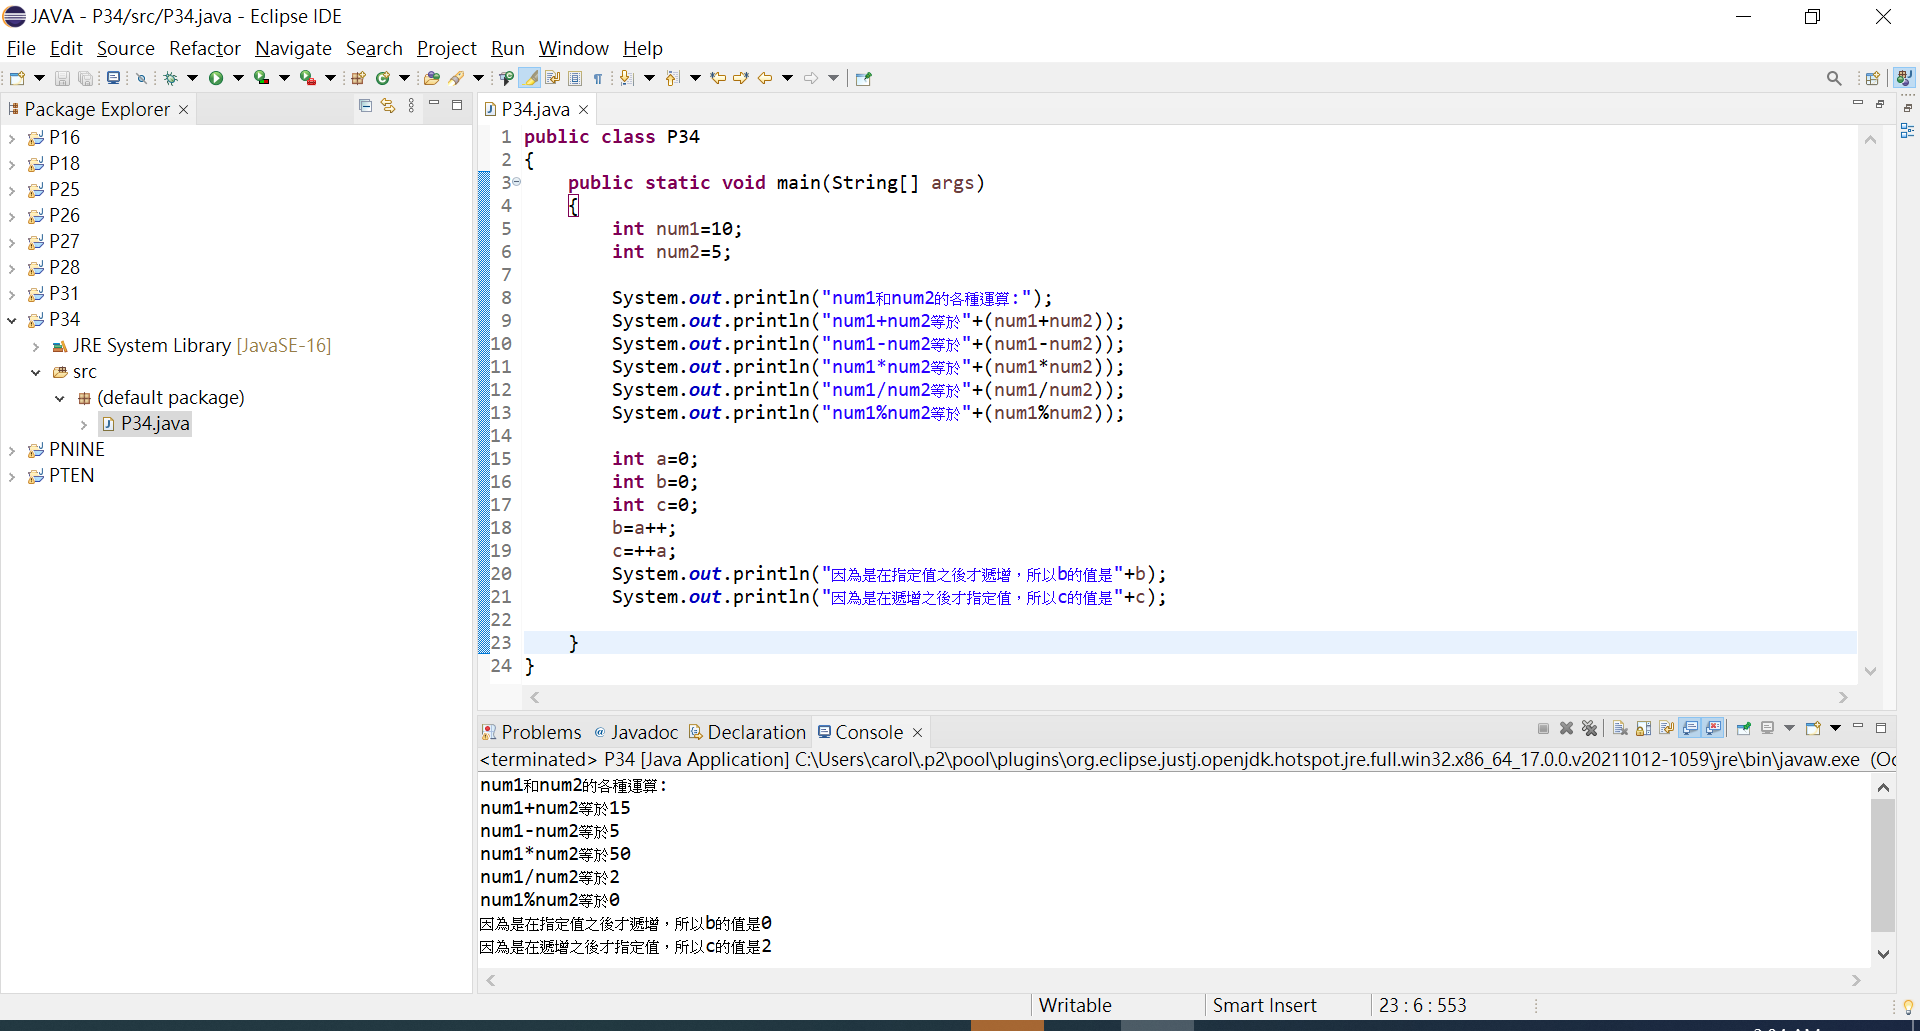 JAVA - P34/src/P34.java - Eclipse IDE
File Edit Source Refactor Navigate Search Project Run Window Help
Package Explorer
P16
P18
P25
P26
P27
P28
P31
P34
JRE System Library [JavaSE-16]
src
(default package)
P34.java
PNINE
PTEN
P34.java
1 public class P34
2 {
3 public static void main(String[] args)
4 {
5 int num1=10;
6 int num2=5;
7
8 System.out.println("num1和num2的各種運算:");
9 System.out.println("num1+num2等於"+(num1+num2));
10 System.out.println("num1-num2等於"+(num1-num2));
11 System.out.println("num1*num2等於"+(num1*num2));
12 System.out.println("num1/num2等於"+(num1/num2));
13 System.out.println("num1%num2等於"+(num1%num2));
14
15 int a=0;
16 int b=0;
17 int c=0;
18 b=a++;
19 c=++a;
20 System.out.println("因為是在指定值之後才遞增，所以b的值是"+b);
21 System.out.println("因為是在遞增之後才指定值，所以c的值是"+c);
22
23 }
24 }
Problems @ Javadoc Declaration Console
<terminated> P34 [Java Application] C:\Users\carol\.p2\pool\plugins\org.eclipse.justj.openjdk.hotspot.jre.full.win32.x86_64_17.0.0.v20211012-1059\jre\bin\javaw.exe (Oc
num1和num2的各種運算:
num1+num2等於15
num1-num2等於5
num1*num2等於50
num1/num2等於2
num1%num2等於0
因為是在指定值之後才遞增，所以b的值是0
因為是在遞增之後才指定值，所以c的值是2
Writable Smart Insert 23 : 6 : 553